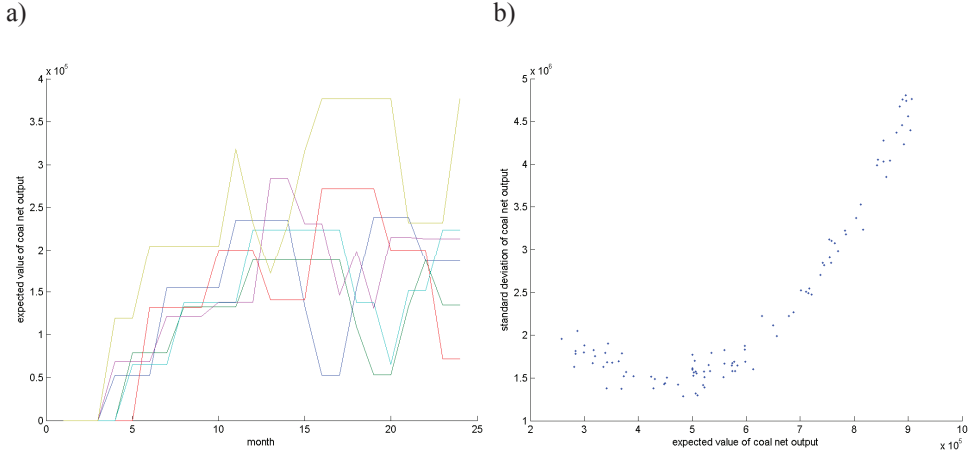 a)
x 10^5
4
3.5
3
2.5
2
1.5
1
0.5
0
0 5 10 15 20 25
month
expected value of coal net output
b)
x 10^6
5
4.5
4
3.5
3
2.5
2
1.5
1
2 3 4 5 6 7 8 9 10
x 10^5
expected value of coal net output
standard deviation of coal net output